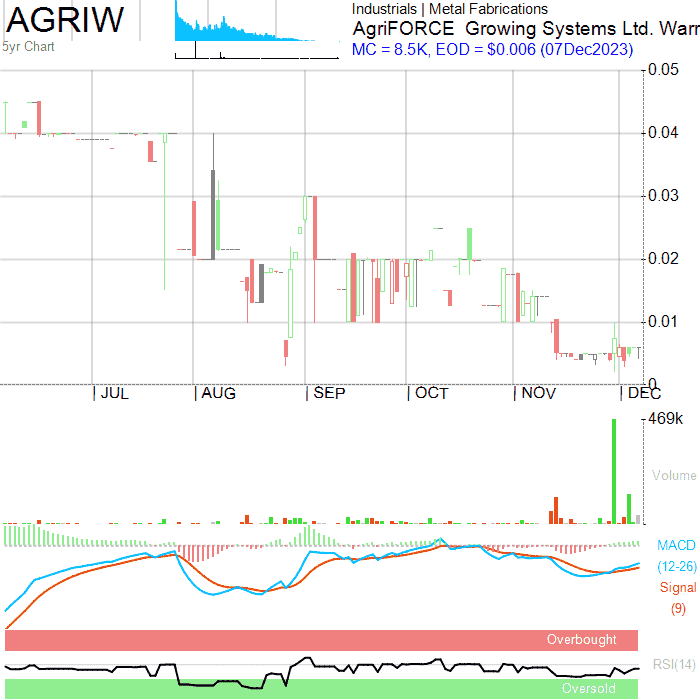 AGRIW
5yr Chart
Industrials | Metal Fabrications
AgriFORCE Growing Systems Ltd. Warr
MC = 8.5K, EOD = $0.006 (07Dec2023)
0.05
0.04
0.03
0.02
0.01
0
JUL
AUG
SEP
OCT
NOV
DEC
469k
Volume
MACD
(12-26)
Signal
(9)
Overbought
RSI(14)
Oversold